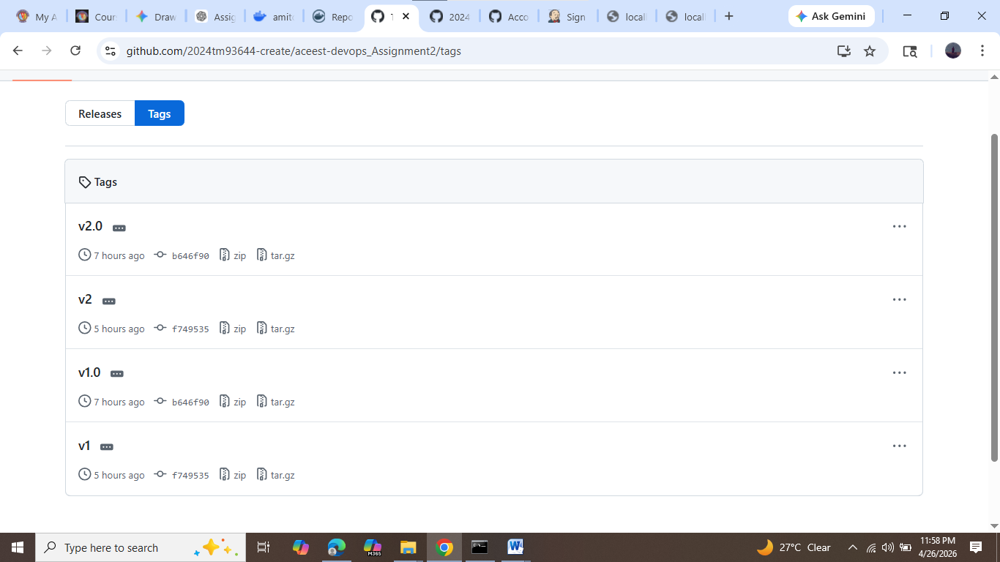 My A
Cours
Draw
Assig
amit
Repo
2024
Acco
Sign
local
local
Ask Gemini
github.com/2024tm93644-create/aceest-devops_Assignment2/tags
Releases
Tags
Tags
v2.0
7 hours ago b646f90 zip tar.gz
v2
5 hours ago f749535 zip tar.gz
v1.0
7 hours ago b646f90 zip tar.gz
v1
5 hours ago f749535 zip tar.gz
Type here to search
M365
27°C Clear
11:58 PM
4/26/2026